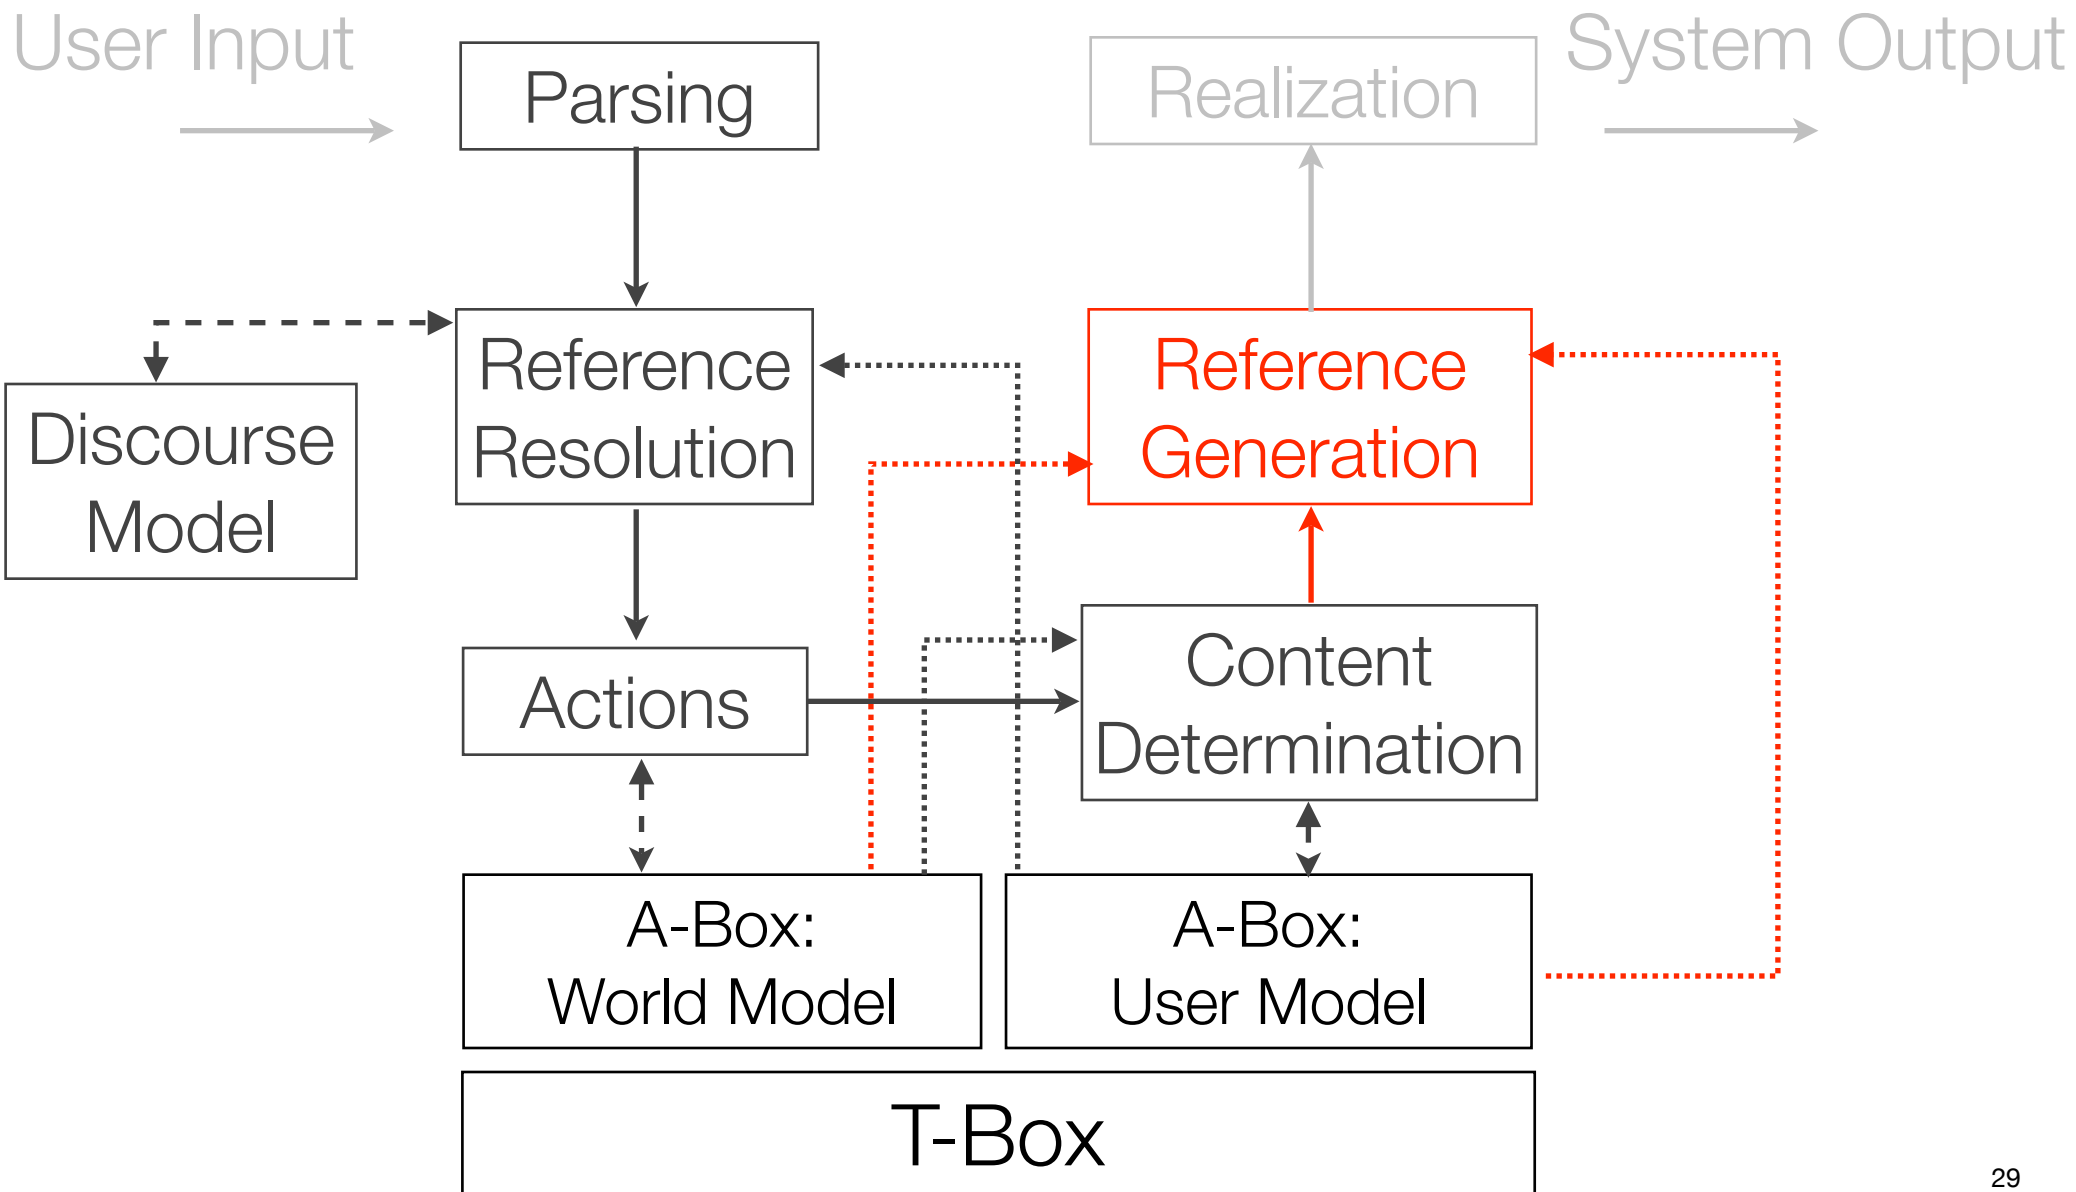 User Input
Parsing
Realization
System Output
Reference
Resolution
Reference
Generation
Discourse
Model
Actions
Content
Determination
A-Box:
World Model
A-Box:
User Model
T-Box
29